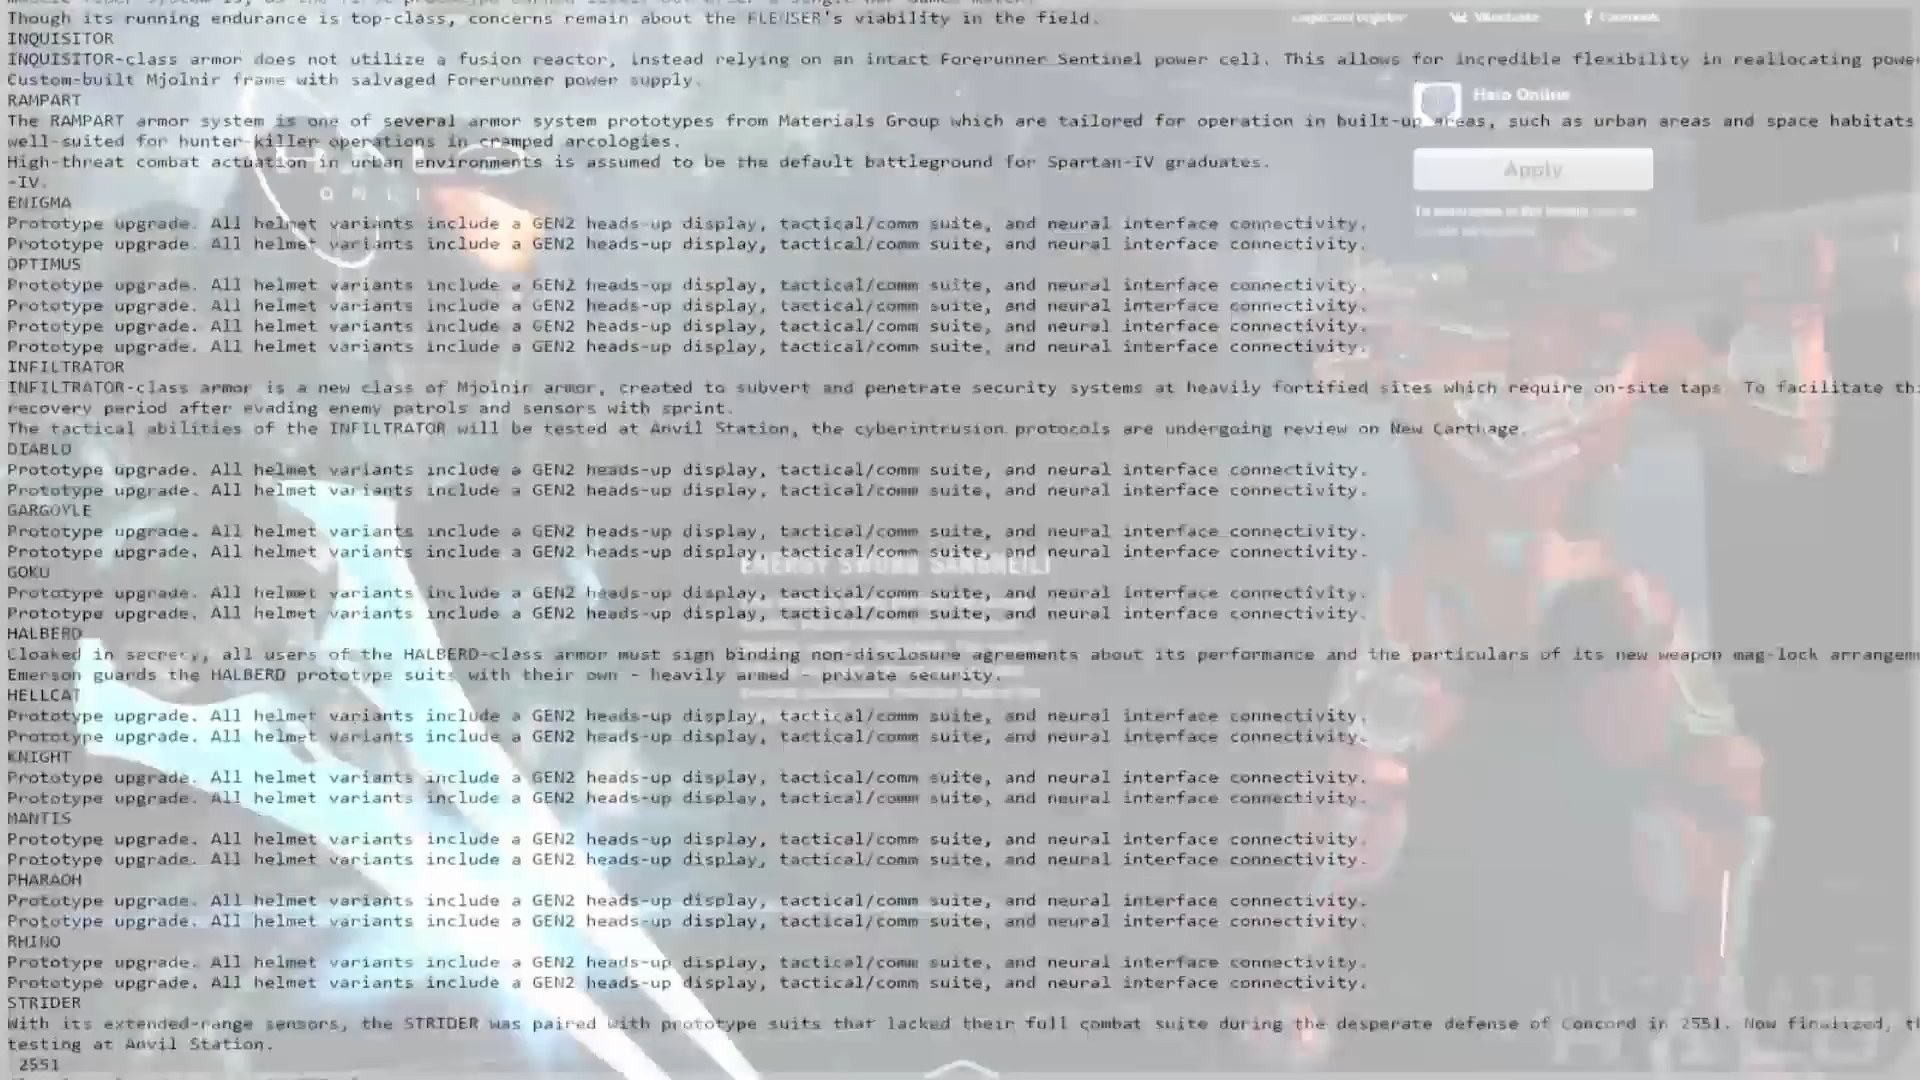 Though its running endurance is top-class, concerns remain about the FLENSER's viability in the field.
INQUISITOR
INQUISITOR-class armor does not utilize a fusion reactor, instead relying on an intact Forerunner Sentinel power cell. This allows for incredible flexibility in reallocating
Custom-built Mjolnir frame with salvaged Forerunner power supply.
RAMPART
The RAMPART armor system is one of several armor system prototypes from Materials Group which are tailored for operation in built-up areas, such as urban areas and space habitats
well-suited for hunter-killer operations in cramped arcologies.
High-threat combat actuation in urban environments is assumed to be the default battleground for Spartan-IV graduates.
-IV.
ENIGMA
Prototype upgrade. All helmet variants include a GEN2 heads-up display, tactical/comm suite, and neural interface connectivity.
Prototype upgrade. All helmet variants include a GEN2 heads-up display, tactical/comm suite, and neural interface connectivity.
OPTIMUS
Prototype upgrade. All helmet variants include a GEN2 heads-up display, tactical/comm suite, and neural interface connectivity.
Prototype upgrade. All helmet variants include a GEN2 heads-up display, tactical/comm suite, and neural interface connectivity.
Prototype upgrade. All helmet variants include a GEN2 heads-up display, tactical/comm suite, and neural interface connectivity.
Prototype upgrade. All helmet variants include a GEN2 heads-up display, tactical/comm suite, and neural interface connectivity.
INFILTRATOR
INFILTRATOR-class armor is a new class of Mjolnir armor, created to subvert and penetrate security systems at heavily fortified sites which require on-site taps. To facilitate
recovery period after evading enemy patrols and sensors with sprint.
The tactical abilities of the INFILTRATOR will be tested at Anvil Station, the cyberintrusion protocols are undergoing review on New Carthage.
DIABLO
Prototype upgrade. All helmet variants include a GEN2 heads-up display, tactical/comm suite, and neural interface connectivity.
Prototype upgrade. All helmet variants include a GEN2 heads-up display, tactical/comm suite, and neural interface connectivity.
GARGOYLE
Prototype upgrade. All helmet variants include a GEN2 heads-up display, tactical/comm suite, and neural interface connectivity.
Prototype upgrade. All helmet variants include a GEN2 heads-up display, tactical/comm suite, and neural interface connectivity.
GOKU
Prototype upgrade. All helmet variants include a GEN2 heads-up display, tactical/comm suite, and neural interface connectivity.
Prototype upgrade. All helmet variants include a GEN2 heads-up display, tactical/comm suite, and neural interface connectivity.
HALBERD
Cloaked in secrecy, all users of the HALBERD-class armor must sign binding non-disclosure agreements about its performance and the particulars of its new weapon mag-lock
Emerson guards the HALBERD prototype suits with their own - heavily armed - private security.
HELLCAT
Prototype upgrade. All helmet variants include a GEN2 heads-up display, tactical/comm suite, and neural interface connectivity.
Prototype upgrade. All helmet variants include a GEN2 heads-up display, tactical/comm suite, and neural interface connectivity.
KNIGHT
Prototype upgrade. All helmet variants include a GEN2 heads-up display, tactical/comm suite, and neural interface connectivity.
Prototype upgrade. All helmet variants include a GEN2 heads-up display, tactical/comm suite, and neural interface connectivity.
MANTIS
Prototype upgrade. All helmet variants include a GEN2 heads-up display, tactical/comm suite, and neural interface connectivity.
Prototype upgrade. All helmet variants include a GEN2 heads-up display, tactical/comm suite, and neural interface connectivity.
PHARAOH
Prototype upgrade. All helmet variants include a GEN2 heads-up display, tactical/comm suite, and neural interface connectivity.
Prototype upgrade. All helmet variants include a GEN2 heads-up display, tactical/comm suite, and neural interface connectivity.
RHINO
Prototype upgrade. All helmet variants include a GEN2 heads-up display, tactical/comm suite, and neural interface connectivity.
Prototype upgrade. All helmet variants include a GEN2 heads-up display, tactical/comm suite, and neural interface connectivity.
STRIDER
With its extended-range sensors, the STRIDER was paired with prototype suits that lacked their full combat suite during the desperate defense of Concord in 2551. Now finalized,
testing at Anvil Station.
2551
VKontakte
Facebook
Halo Online
Apply
HALO
ONLI
ENERGY SWORD SANGHEILI